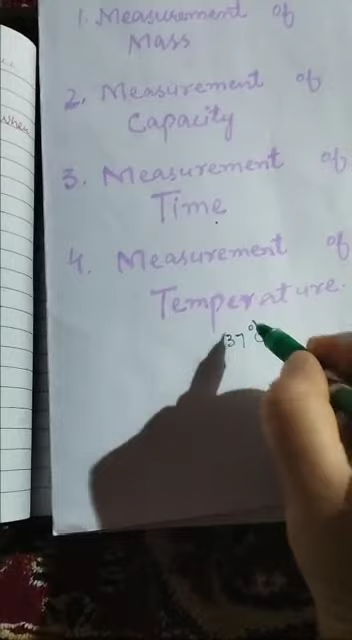 1. Measurement of
Mass
2. Measurement of
Capacity
3. Measurement of
Time
4. Measurement of
Temperature.
37°C